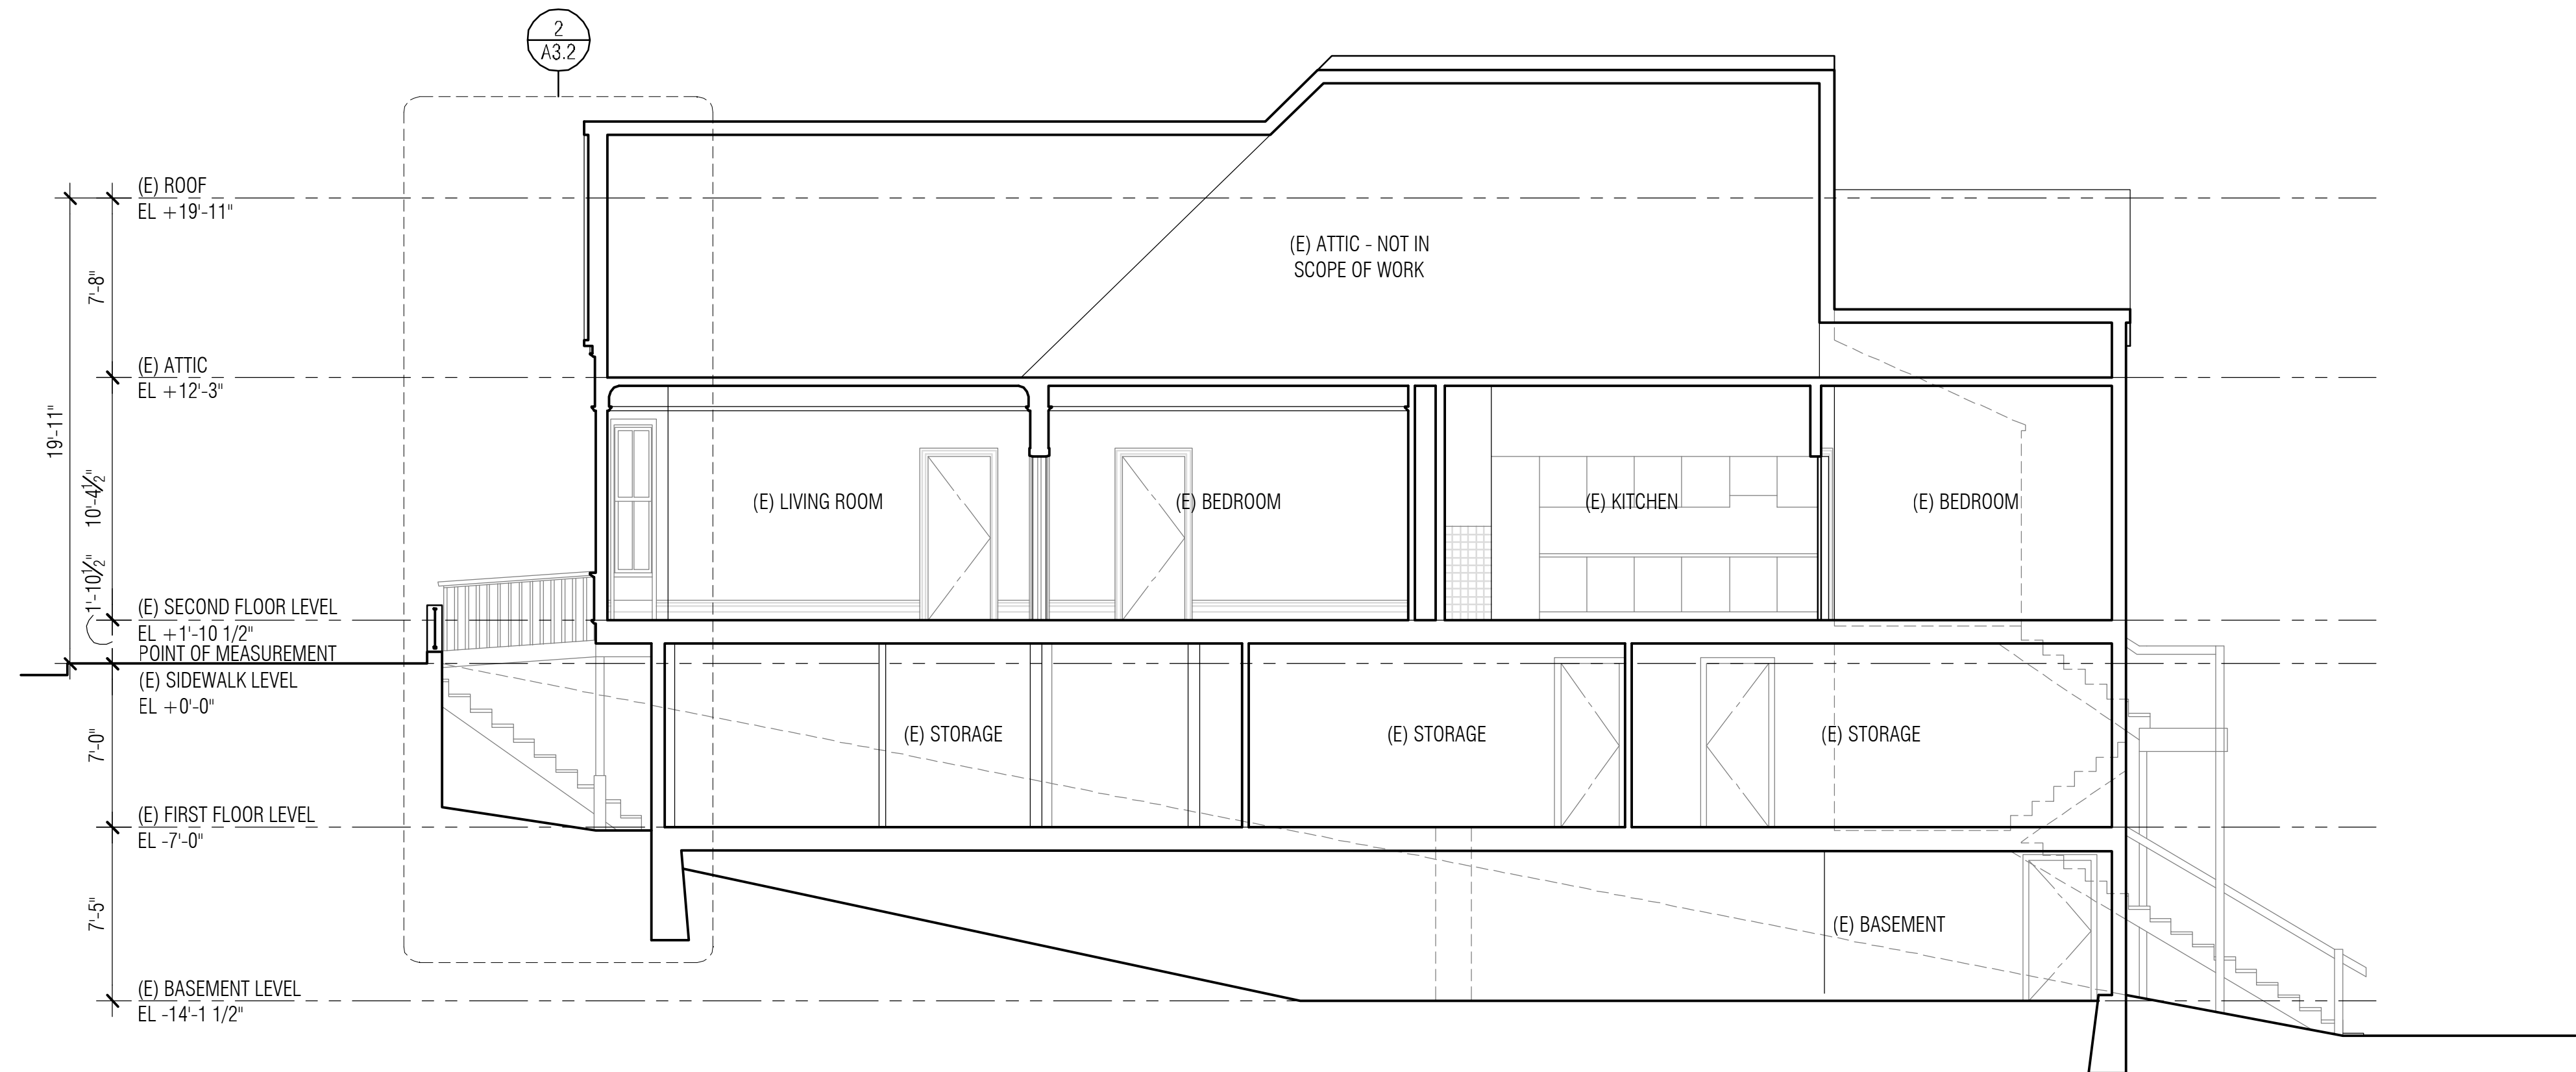 2
A3.2
(E) ROOF
EL +19'-11"
7'-8"
(E) ATTIC - NOT IN
SCOPE OF WORK
(E) ATTIC
EL +12'-3"
19'-11"
10'-4½"
(E) LIVING ROOM
(E) BEDROOM
(E) KITCHEN
(E) BEDROOM
1'-10½"
(E) SECOND FLOOR LEVEL
EL +1'-10 1/2"
POINT OF MEASUREMENT
(E) SIDEWALK LEVEL
EL +0'-0"
7'-0"
(E) STORAGE
(E) STORAGE
(E) STORAGE
(E) FIRST FLOOR LEVEL
EL -7'-0"
7'-5"
(E) BASEMENT
(E) BASEMENT LEVEL
EL -14'-1 1/2"